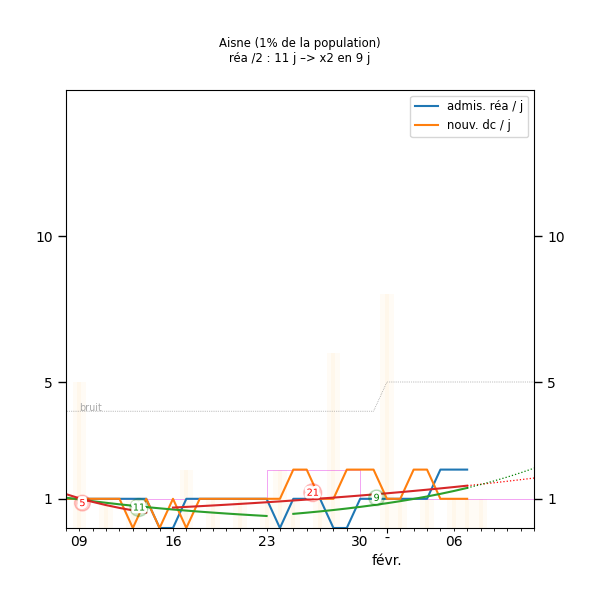 Aisne (1% de la population)
réa /2 : 11 j –> x2 en 9 j
admis. réa / j
nouv. dc / j
10
10
5
5
bruit
21
9
5
11
1
1
09
16
23
30
-
06
févr.